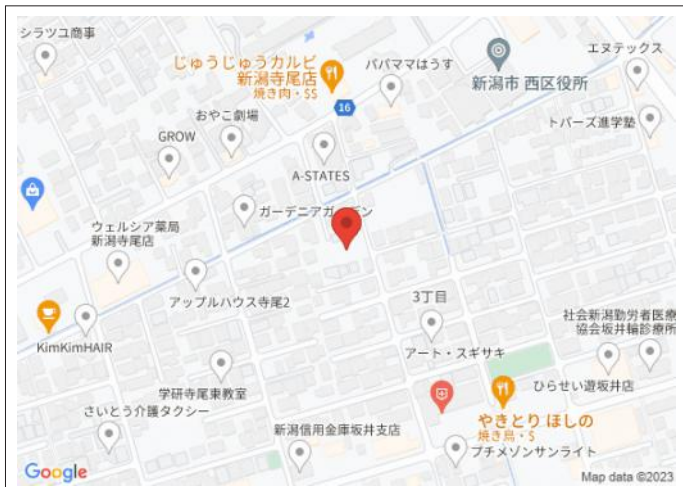 シラツユ商事
じゅうじゅうカルビ
新潟寺尾店
焼き肉・$$
パパママはうす
新潟市 西区役所
エヌテックス
おやこ劇場
16
トパーズ進学塾
GROW
A-STATES
ガーデニアガーデン
ウェルシア薬局
新潟寺尾店
アップルハウス寺尾2
3丁目
社会新潟勤労者医療
協会坂井輪診療所
KimKimHAIR
アート・スギサキ
学研寺尾東教室
ひらせい遊坂井店
さいとう介護タクシー
やきとり ほしの
焼き鳥・$
新潟信用金庫坂井支店
プチメゾンサンライト
Google
Map data ©2023